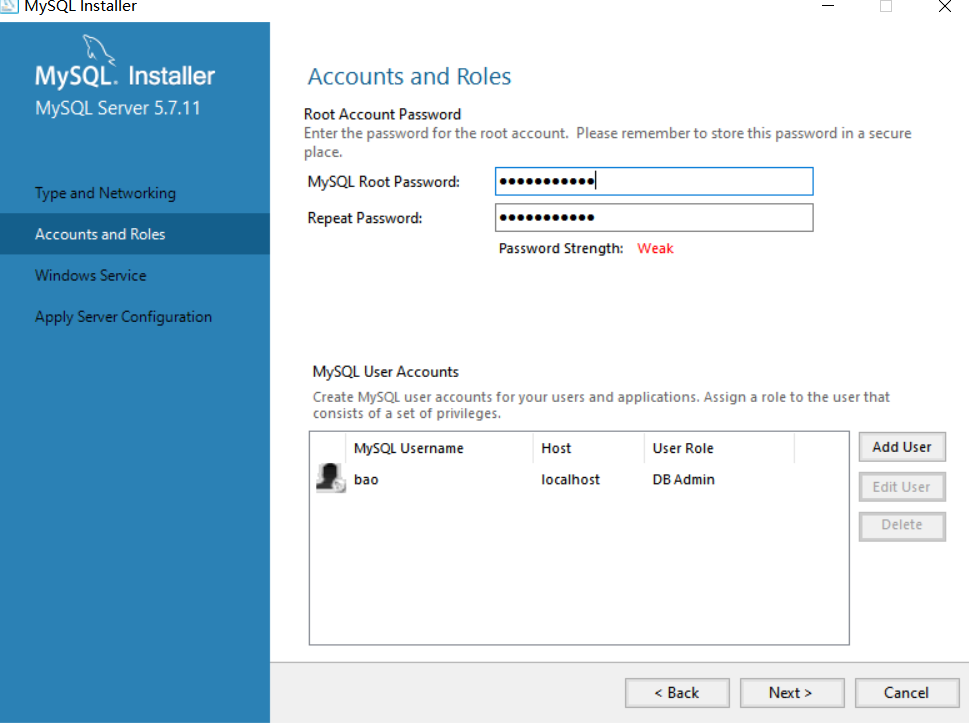 MySQL Installer
MySQL. Installer
MySQL Server 5.7.11
Type and Networking
Accounts and Roles
Windows Service
Apply Server Configuration
Accounts and Roles
Root Account Password
Enter the password for the root account. Please remember to store this password in a secure
place.
MySQL Root Password: •••••••••••
Repeat Password: •••••••••••
Password Strength: Weak
MySQL User Accounts
Create MySQL user accounts for your users and applications. Assign a role to the user that
consists of a set of privileges.
MySQL Username Host User Role
bao localhost DB Admin
Add User
Edit User
Delete
< Back Next > Cancel